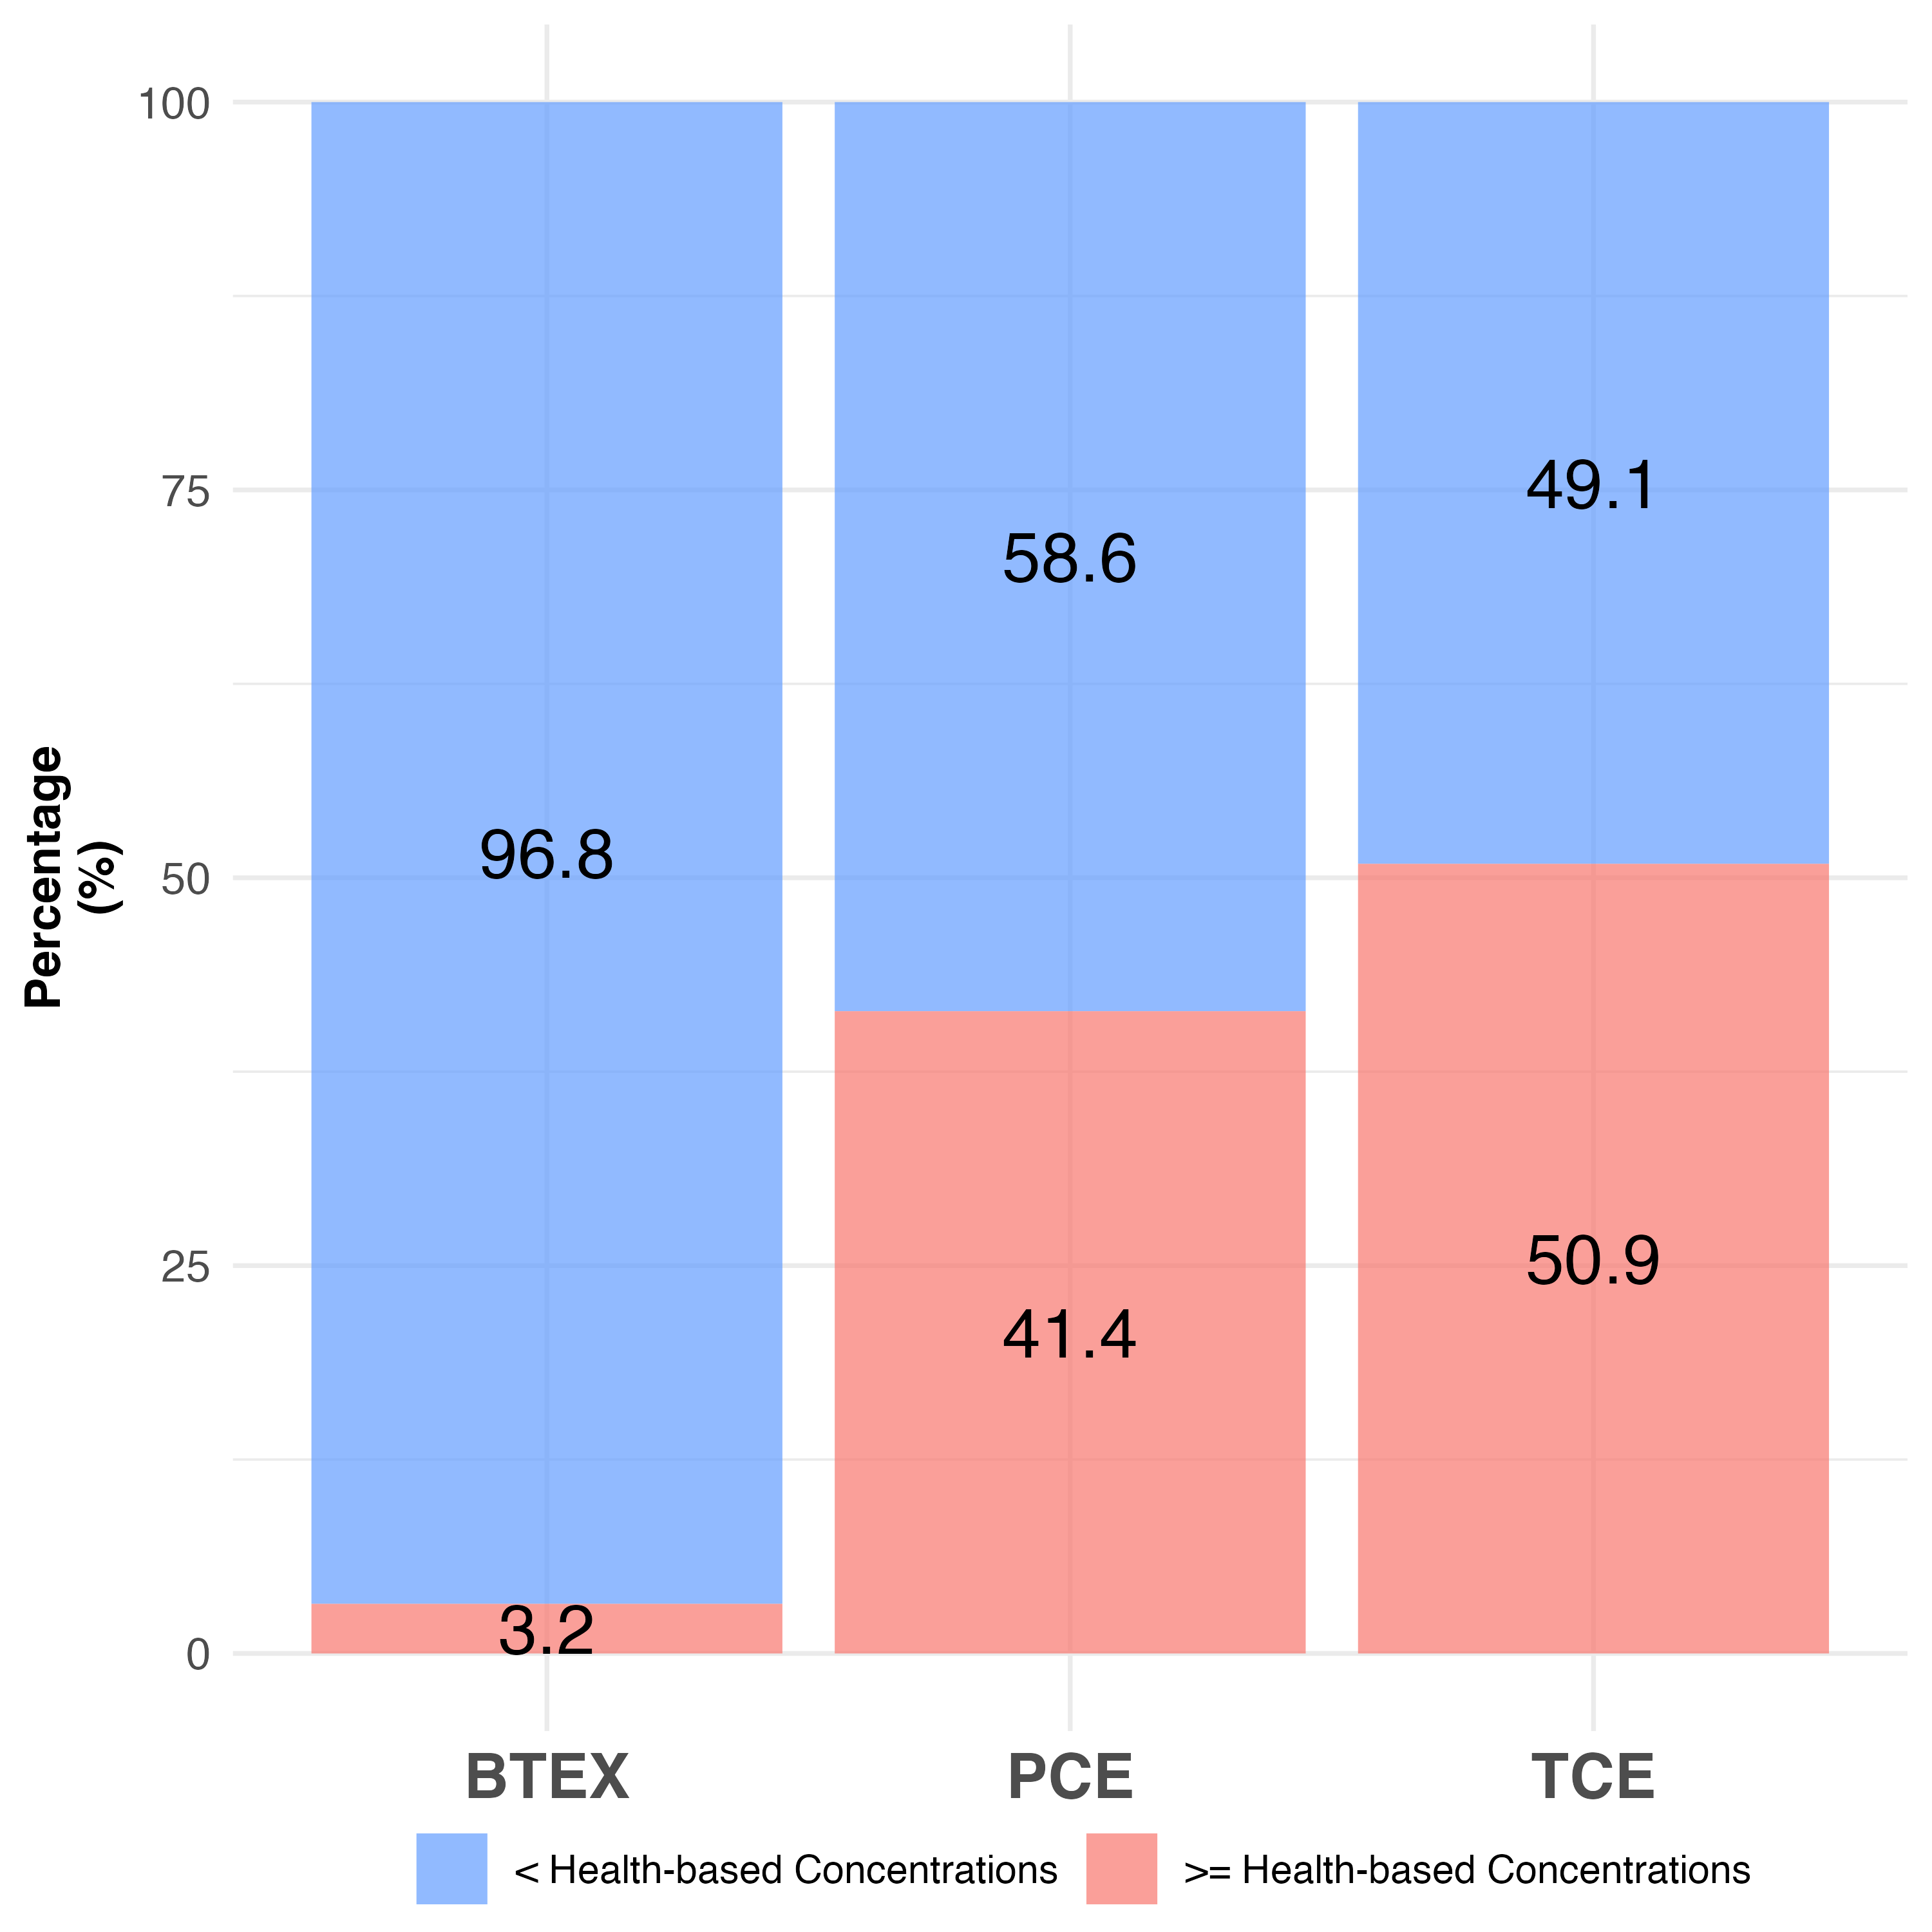 100
75
50
25
0
Percentage
(%)
96.8
3.2
58.6
41.4
49.1
50.9
BTEX
PCE
TCE
< Health-based Concentrations
>= Health-based Concentrations